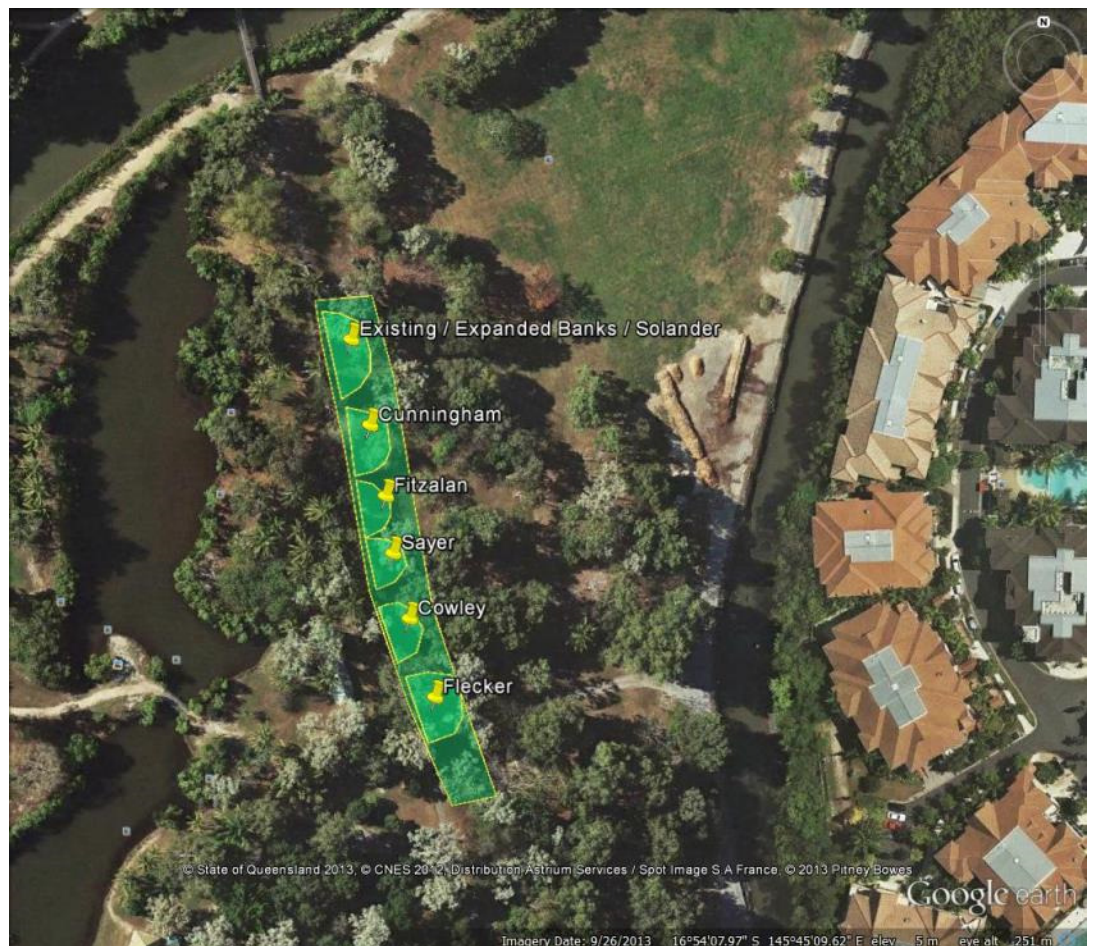 N
Existing / Expanded Banks / Solander
Cunningham
Fitzalan
Sayer
Cowley
Flecker
© State of Queensland 2013, © CNES 2012, Distribution Astrium Services / Spot Image S.A France, © 2013 Pitney Bowes
Google earth
Imagery Date: 9/26/2013 16°54'07.97" S 145°45'09.62" E elev 5 m eye alt 251 m